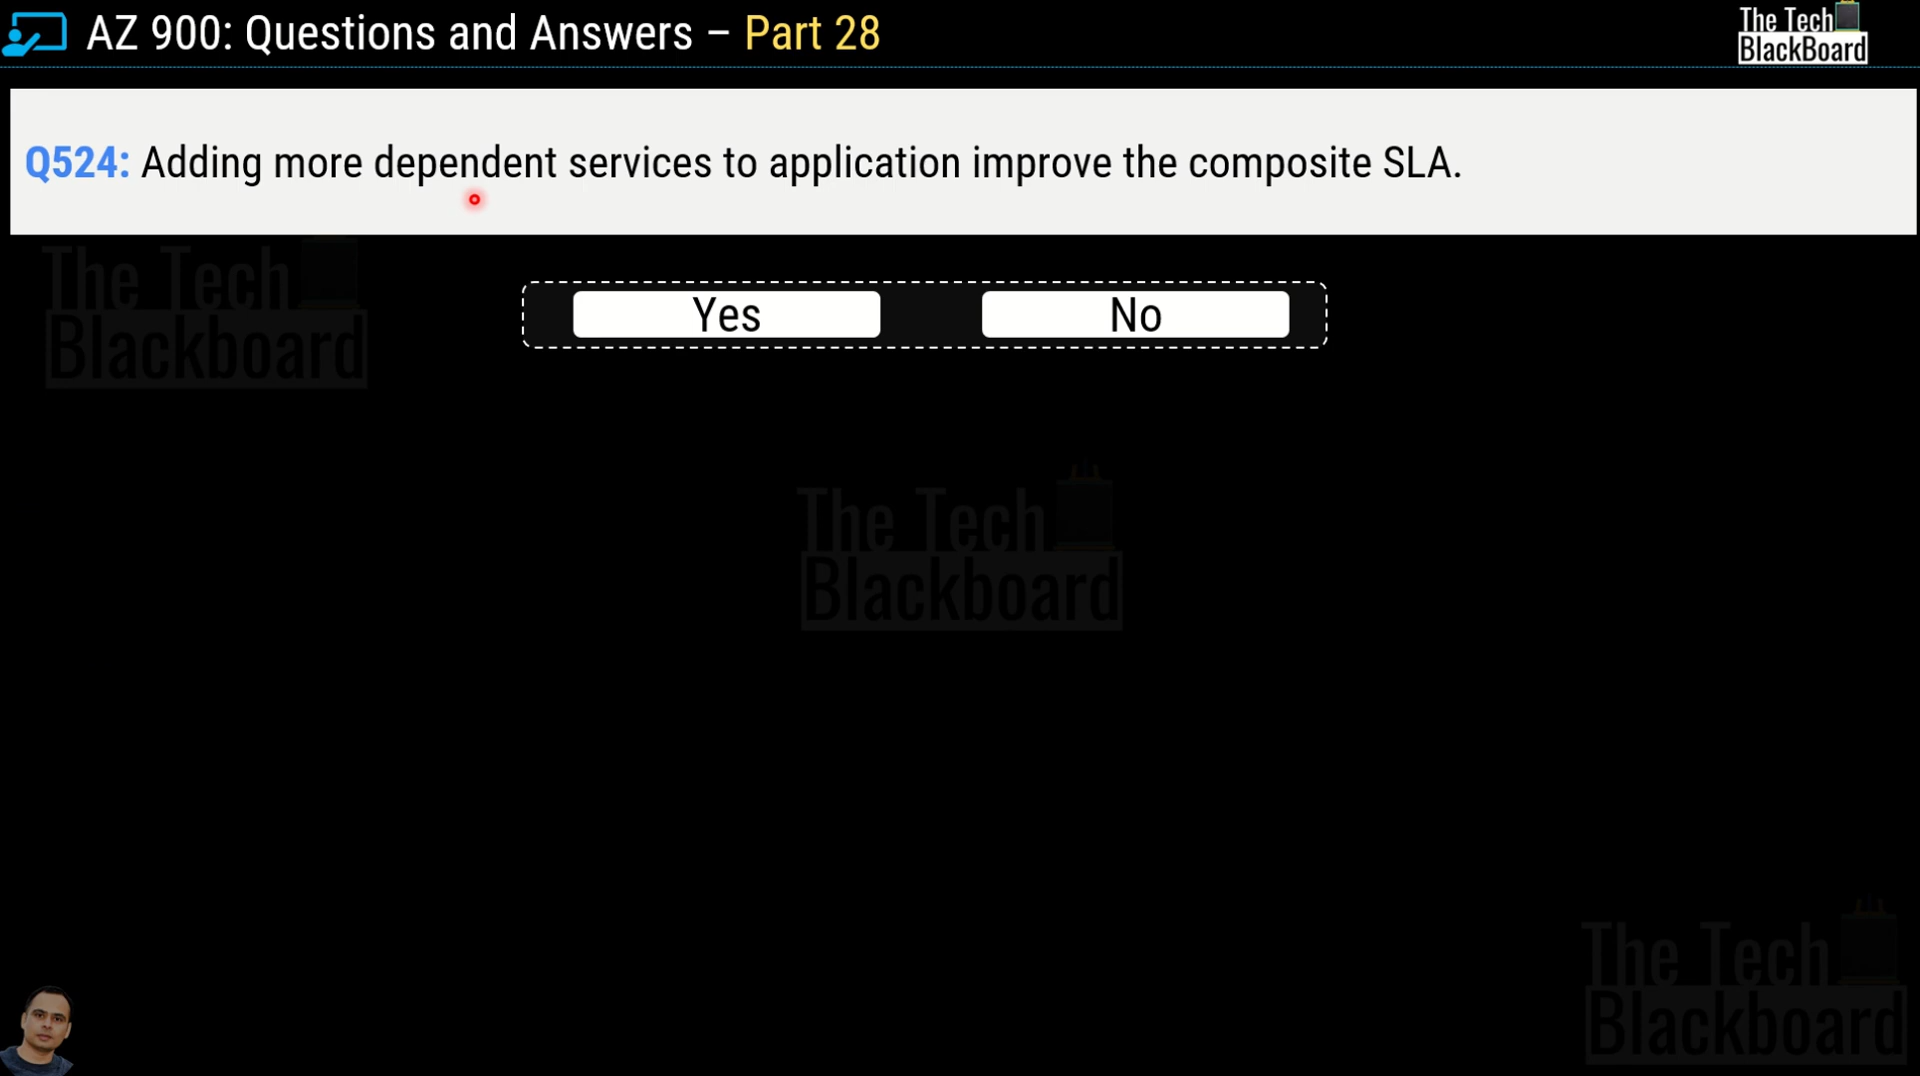 AZ 900: Questions and Answers – Part 28
The Tech
BlackBoard
Q524: Adding more dependent services to application improve the composite SLA.
The Tech
Blackboard
Yes
No
The Tech
Blackboard
The Tech
Blackboard